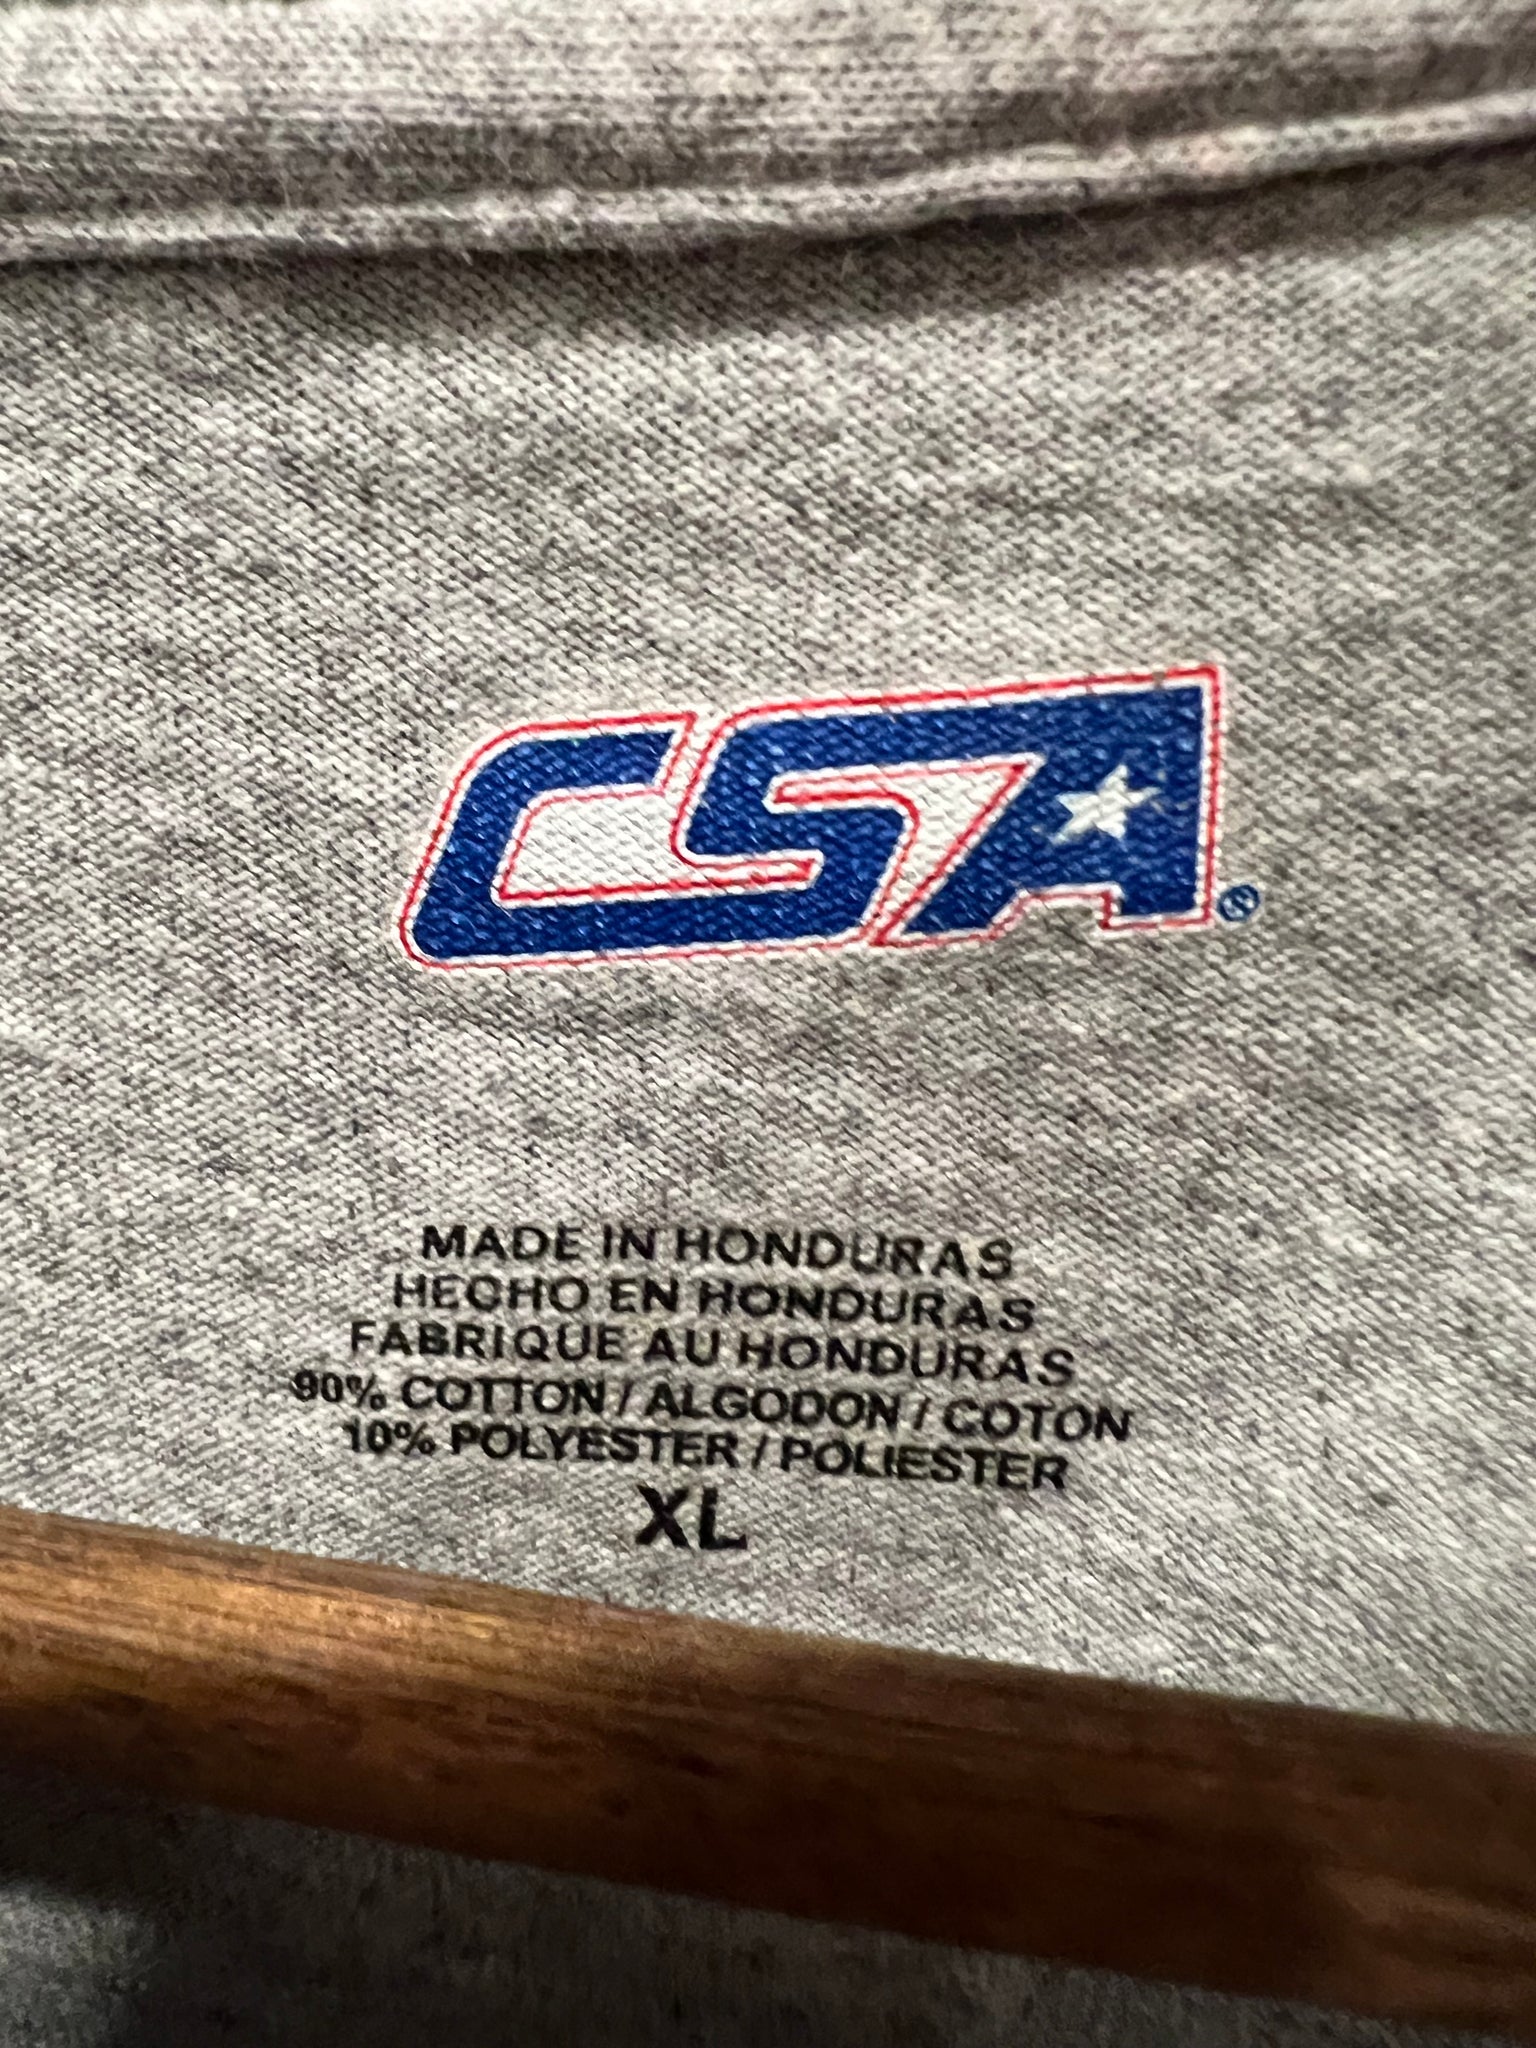 CSA®
MADE IN HONDURAS
HECHO EN HONDURAS
FABRIQUE AU HONDURAS
90% COTTON / ALGODON / COTON
10% POLYESTER / POLIESTER
XL